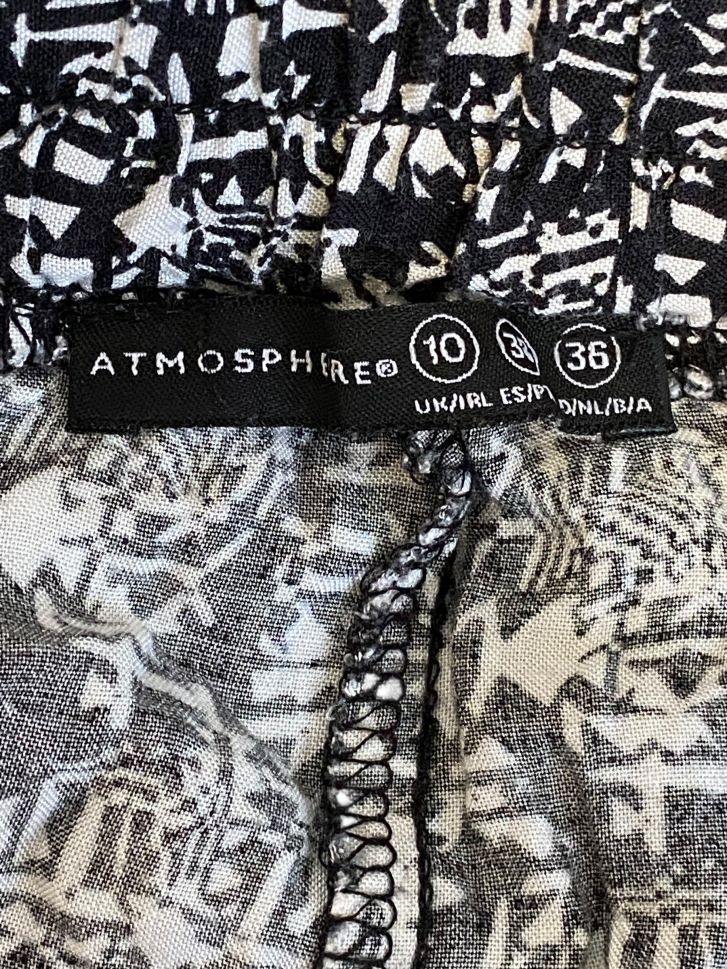 ATMOSPHERE® 10 38 36
UK/IRL ES/PT D/NL/B/A